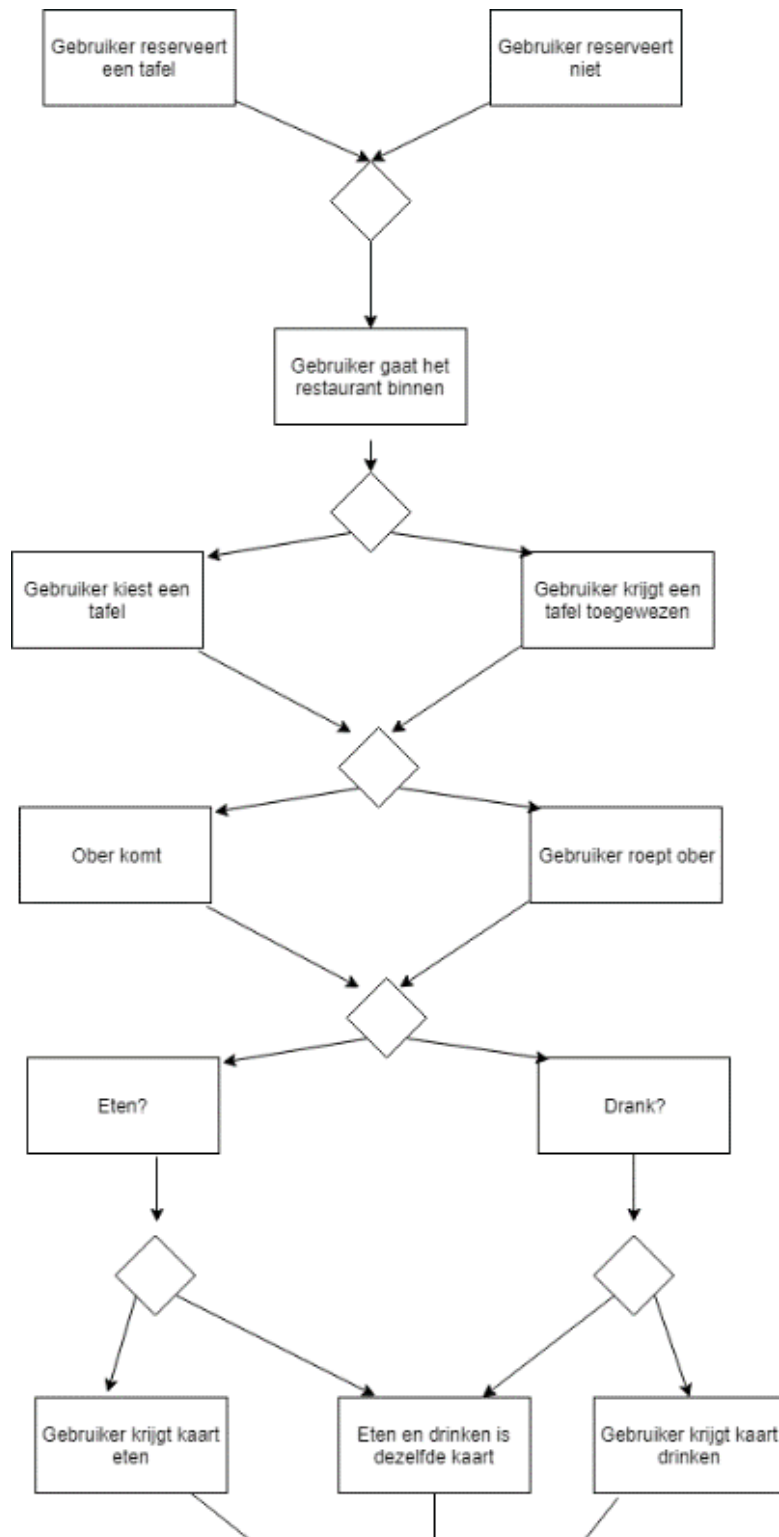 Gebruiker reserveert
een tafel
Gebruiker reserveert
niet
Gebruiker gaat het
restaurant binnen
Gebruiker kiest een
tafel
Gebruiker krijgt een
tafel toegewezen
Ober komt
Gebruiker roept ober
Eten?
Drank?
Gebruiker krijgt kaart
eten
Eten en drinken is
dezelfde kaart
Gebruiker krijgt kaart
drinken